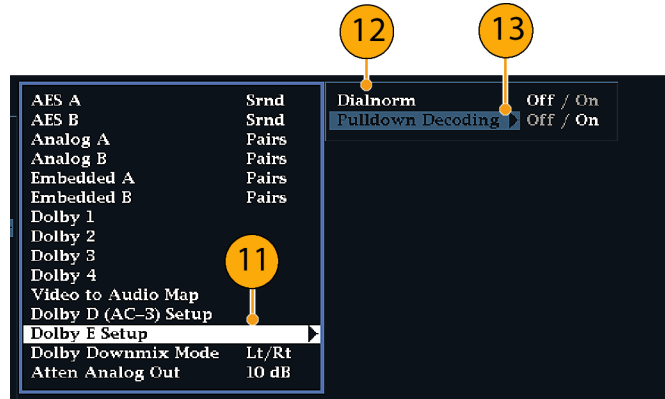 12
13
AES A Srnd
AES B Srnd
Analog A Pairs
Analog B Pairs
Embedded A Pairs
Embedded B Pairs
Dolby 1
Dolby 2
Dolby 3
Dolby 4
Video to Audio Map
Dolby D (AC–3) Setup
Dolby E Setup
Dolby Downmix Mode Lt/Rt
Atten Analog Out 10 dB
11
Dialnorm Off / On
Pulldown Decoding Off / On